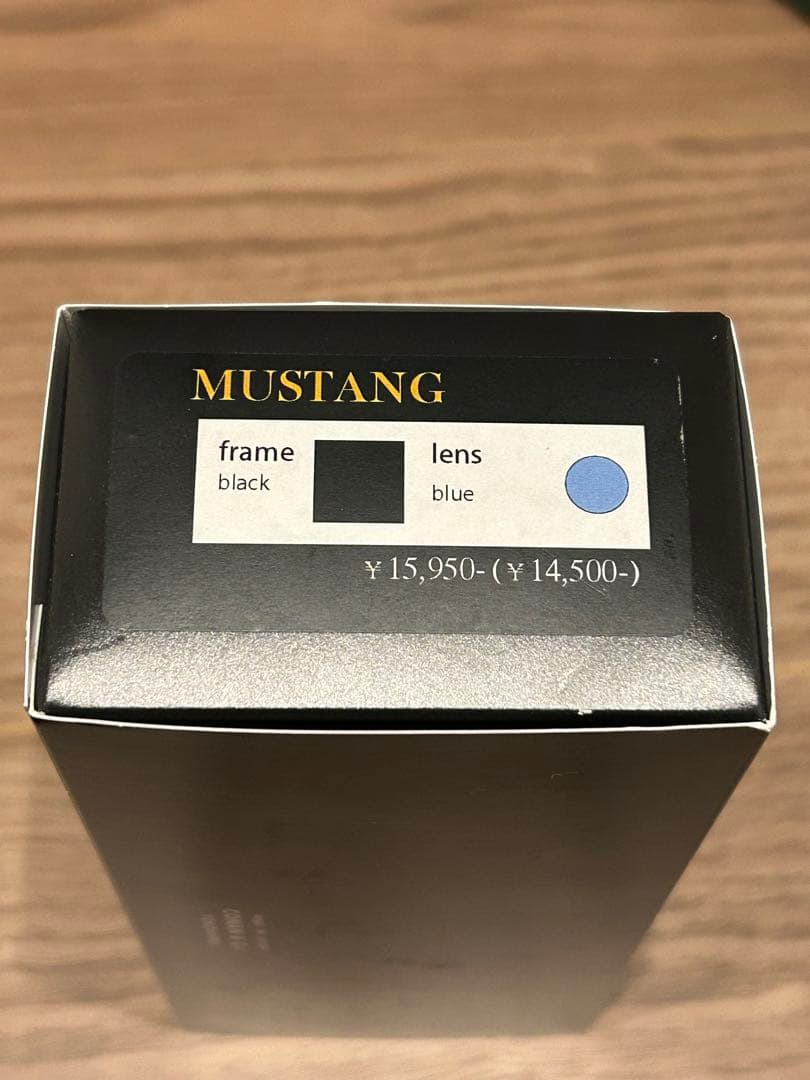 MUSTANG
frame lens
black blue
￥15,950-(￥14,500-)